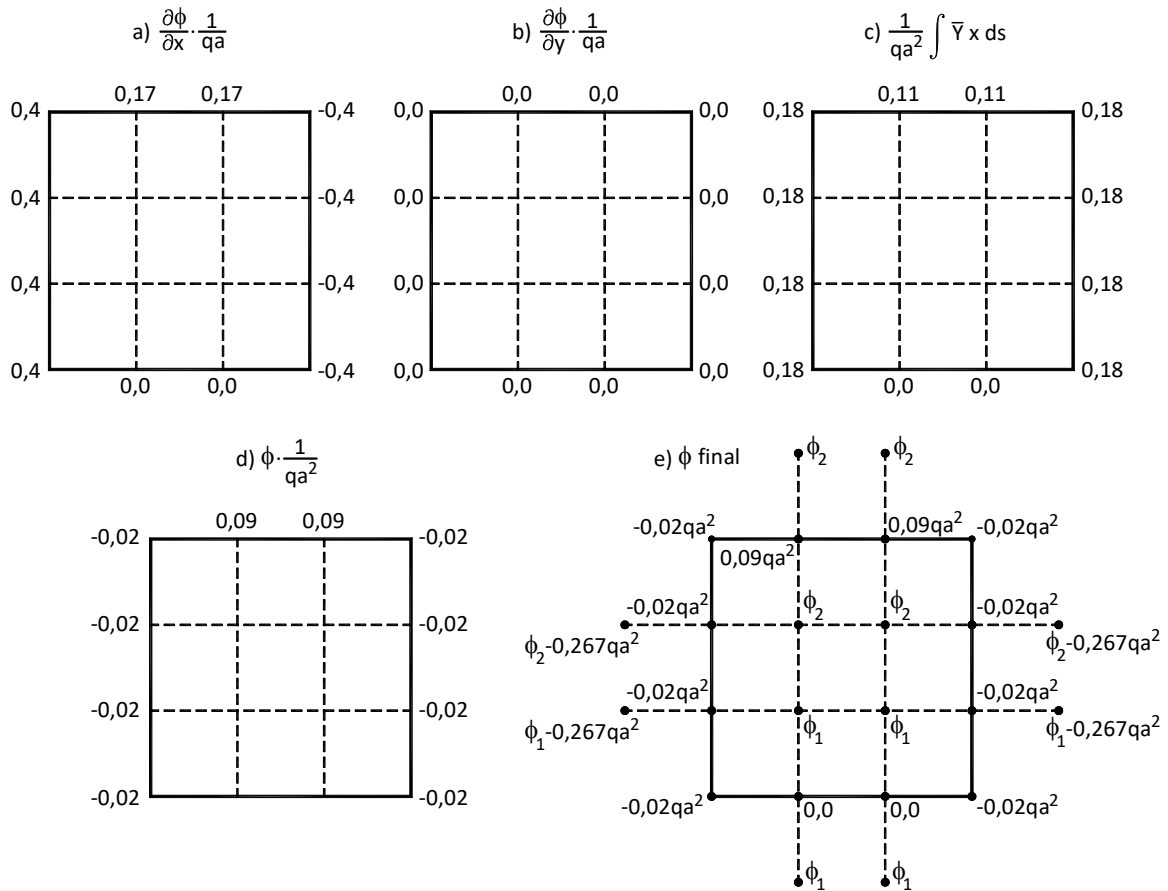 a) ∂ϕ/∂x · 1/qa
b) ∂ϕ/∂y · 1/qa
c) 1/qa² ∫ Y̅ x ds
0,17 0,17
0,4 -0,4
0,4 -0,4
0,4 -0,4
0,4 -0,4
0,0 0,0
0,0 0,0
0,0 0,0
0,0 0,0
0,0 0,0
0,0 0,0
0,0 0,0
0,11 0,11
0,18 0,18
0,18 0,18
0,18 0,18
0,18 0,18
0,0 0,0
d) ϕ · 1/qa²
0,09 0,09
-0,02 -0,02
-0,02 -0,02
-0,02 -0,02
-0,02 -0,02
e) ϕ final
ϕ₂ ϕ₂
-0,02qa² 0,09qa² -0,02qa²
0,09qa²
-0,02qa² ϕ₂ ϕ₂ -0,02qa²
ϕ₂-0,267qa² ϕ₂-0,267qa²
-0,02qa² -0,02qa²
ϕ₁-0,267qa² ϕ₁ ϕ₁ ϕ₁-0,267qa²
-0,02qa² 0,0 0,0 -0,02qa²
ϕ₁ ϕ₁